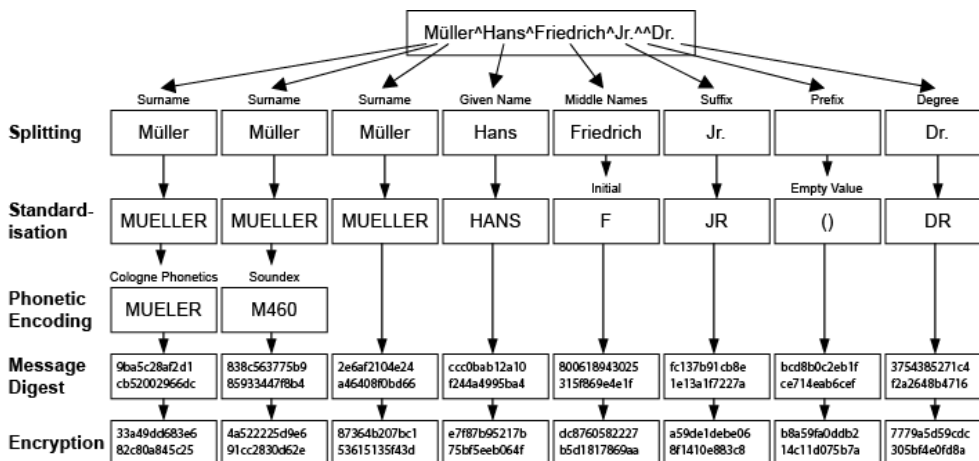 Müller^Hans^Friedrich^Jr.^^Dr.
Surname Surname Surname Given Name Middle Names Suffix Prefix Degree
Splitting Müller Müller Müller Hans Friedrich Jr. Dr.
Initial Empty Value
Standard-
isation MUELLER MUELLER MUELLER HANS F JR () DR
Cologne Phonetics Soundex
Phonetic
Encoding MUELER M460
Message
Digest
9ba5c28af2d1 838c563775b9 2e6af2104e24 ccc0bab12a10 800618943025 fc137b91cb8e bcd8b0c2eb1f 3754385271c4
cb52002966dc 85933447f8b4 a46408f0bd66 f244a4995ba4 315f869e4e1f 1e13a1f7227a ce714eab6cef f2a2648b4716
Encryption
33a49dd683e6 4a522225d9e6 87364b207bc1 e7f87b95217b dc8760582227 a59de1debe06 b8a59fa0ddb2 7779a5d59cdc
82c80a845c25 91cc2830d62e 53615135f43d 75bf5eeb064f b5d1817869aa 8f1410e883c8 14c11d075b7a 305bf4e0fd8a